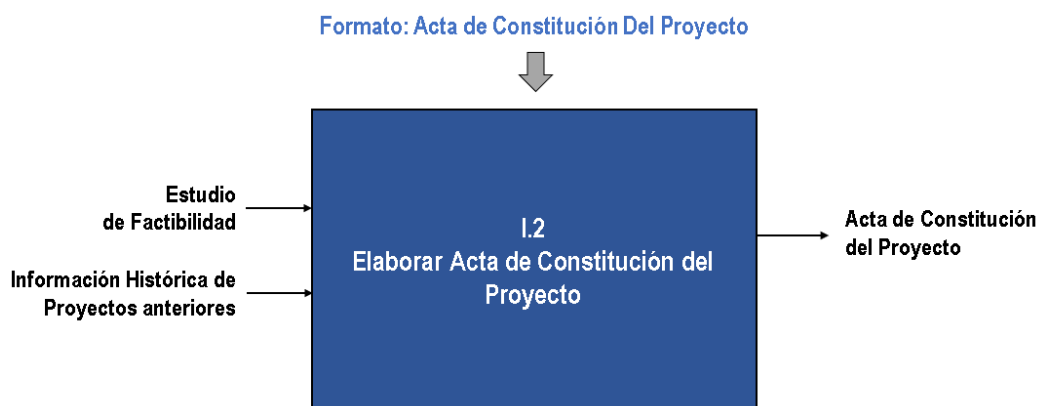 Formato: Acta de Constitución Del Proyecto
Estudio
de Factibilidad
Información Histórica de
Proyectos anteriores
I.2
Elaborar Acta de Constitución del
Proyecto
Acta de Constitución
del Proyecto